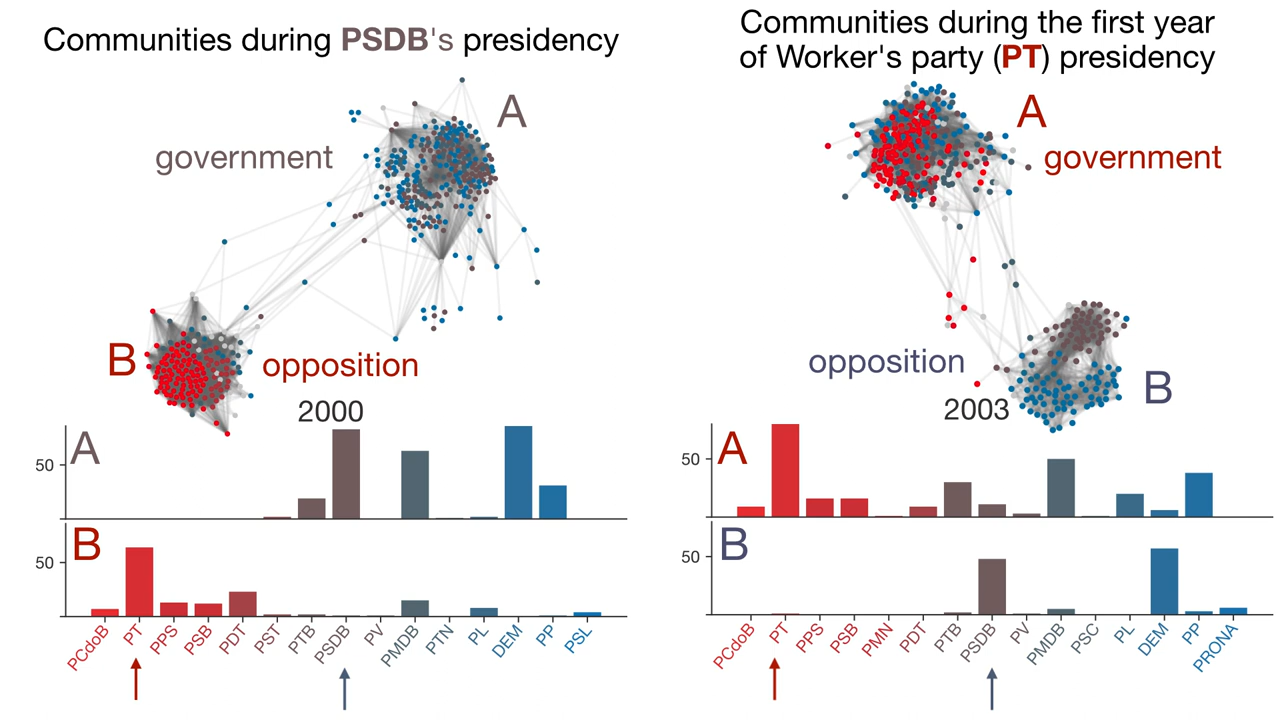 Communities during PSDB's presidency
A
government
B
opposition
2000
A
50
B
50
PCdoB
PT
PPS
PSB
PDT
PST
PTB
PSDB
PV
PMDB
PTN
PL
DEM
PP
PSL
Communities during the first year
of Worker's party (PT) presidency
A
government
opposition
B
2003
A
50
B
50
PCdoB
PT
PPS
PSB
PMN
PDT
PTB
PSDB
PV
PMDB
PSC
PL
DEM
PP
PRONA